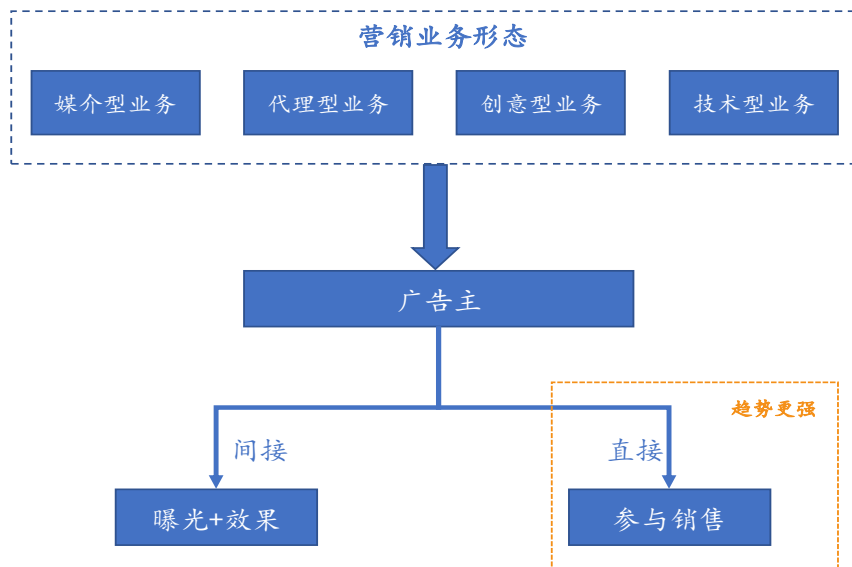 营销业务形态
媒介型业务 代理型业务 创意型业务 技术型业务
广告主
趋势更强
间接 直接
曝光+效果 参与销售